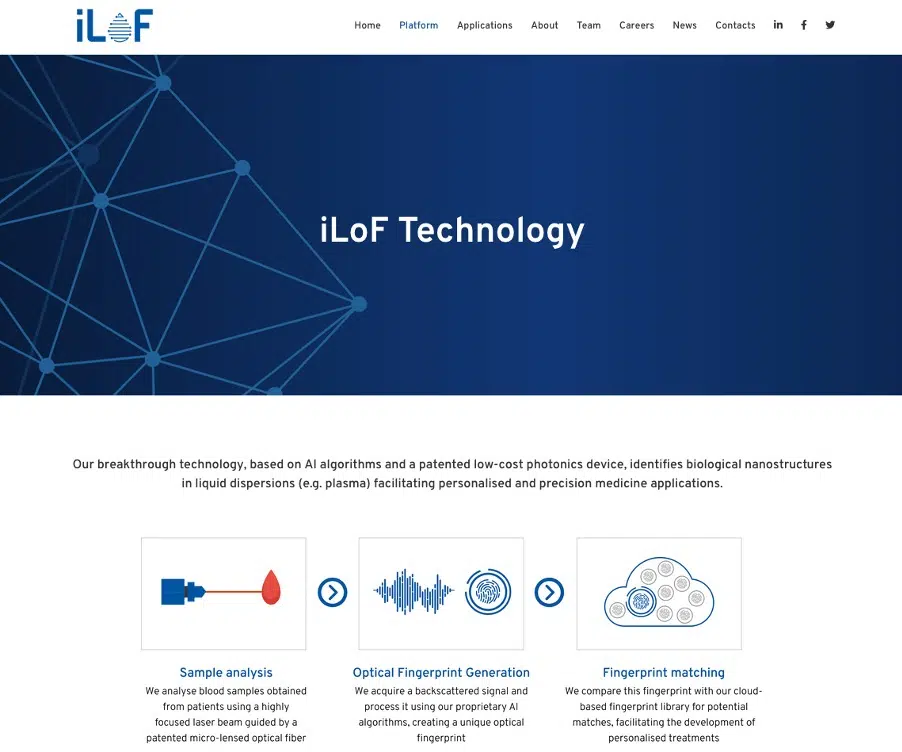 iLoF
Home Platform Applications About Team Careers News Contacts
iLoF Technology
Our breakthrough technology, based on AI algorithms and a patented low-cost photonics device, identifies biological nanostructures
in liquid dispersions (e.g. plasma) facilitating personalised and precision medicine applications.
Sample analysis
We analyse blood samples obtained
from patients using a highly
focused laser beam guided by a
patented micro-lensed optical fiber
Optical Fingerprint Generation
We acquire a backscattered signal and
process it using our proprietary AI
algorithms, creating a unique optical
fingerprint
Fingerprint matching
We compare this fingerprint with our cloud-
based fingerprint library for potential
matches, facilitating the development of
personalised treatments